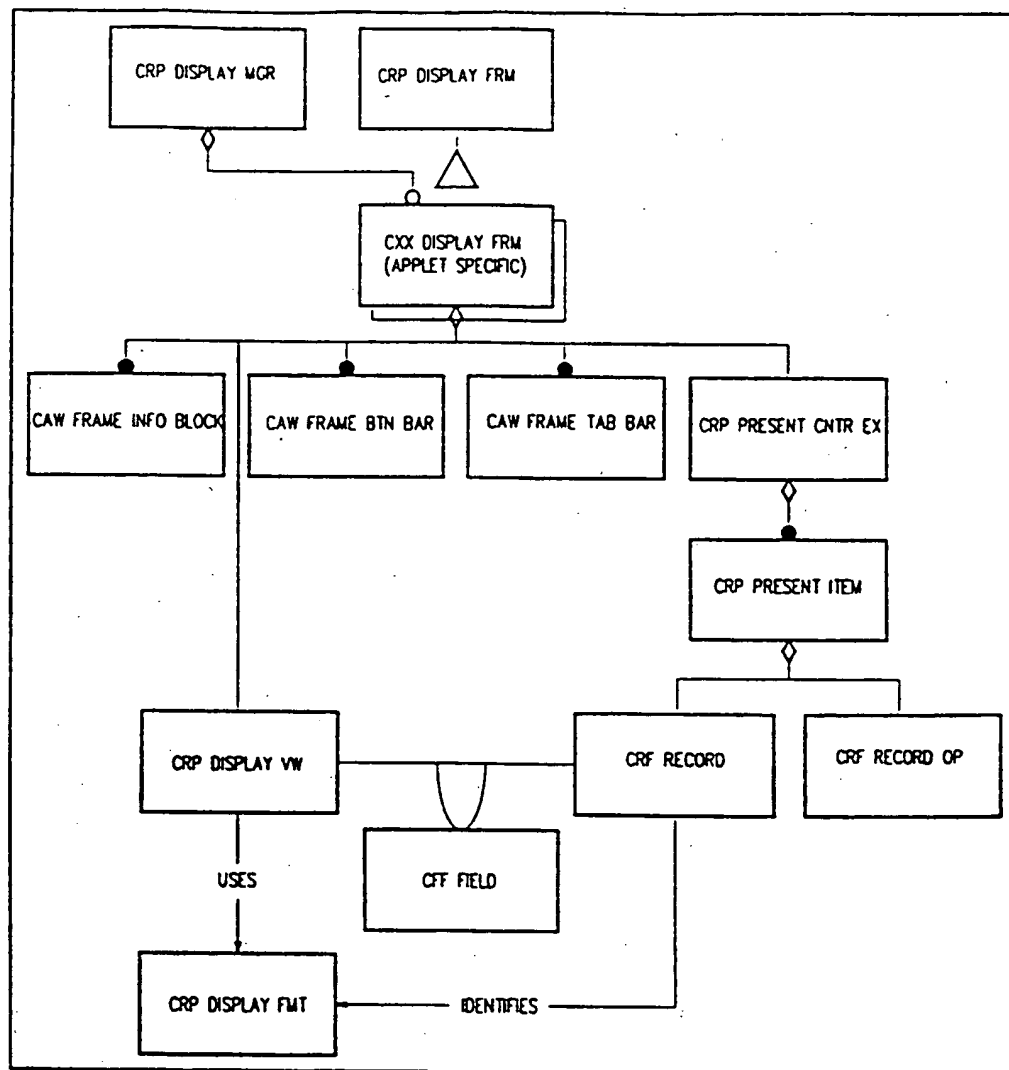 CRP DISPLAY MGR
CRP DISPLAY FRM
CXX DISPLAY FRM
(APPLET SPECIFIC)
CAW FRAME INFO BLOCK
CAW FRAME BTN BAR
CAW FRAME TAB BAR
CRP PRESENT CNTR EX
CRP PRESENT ITEM
CRP DISPLAY VW
CRF RECORD
CRF RECORD OP
USES
CFF FIELD
CRP DISPLAY FMT
IDENTIFIES